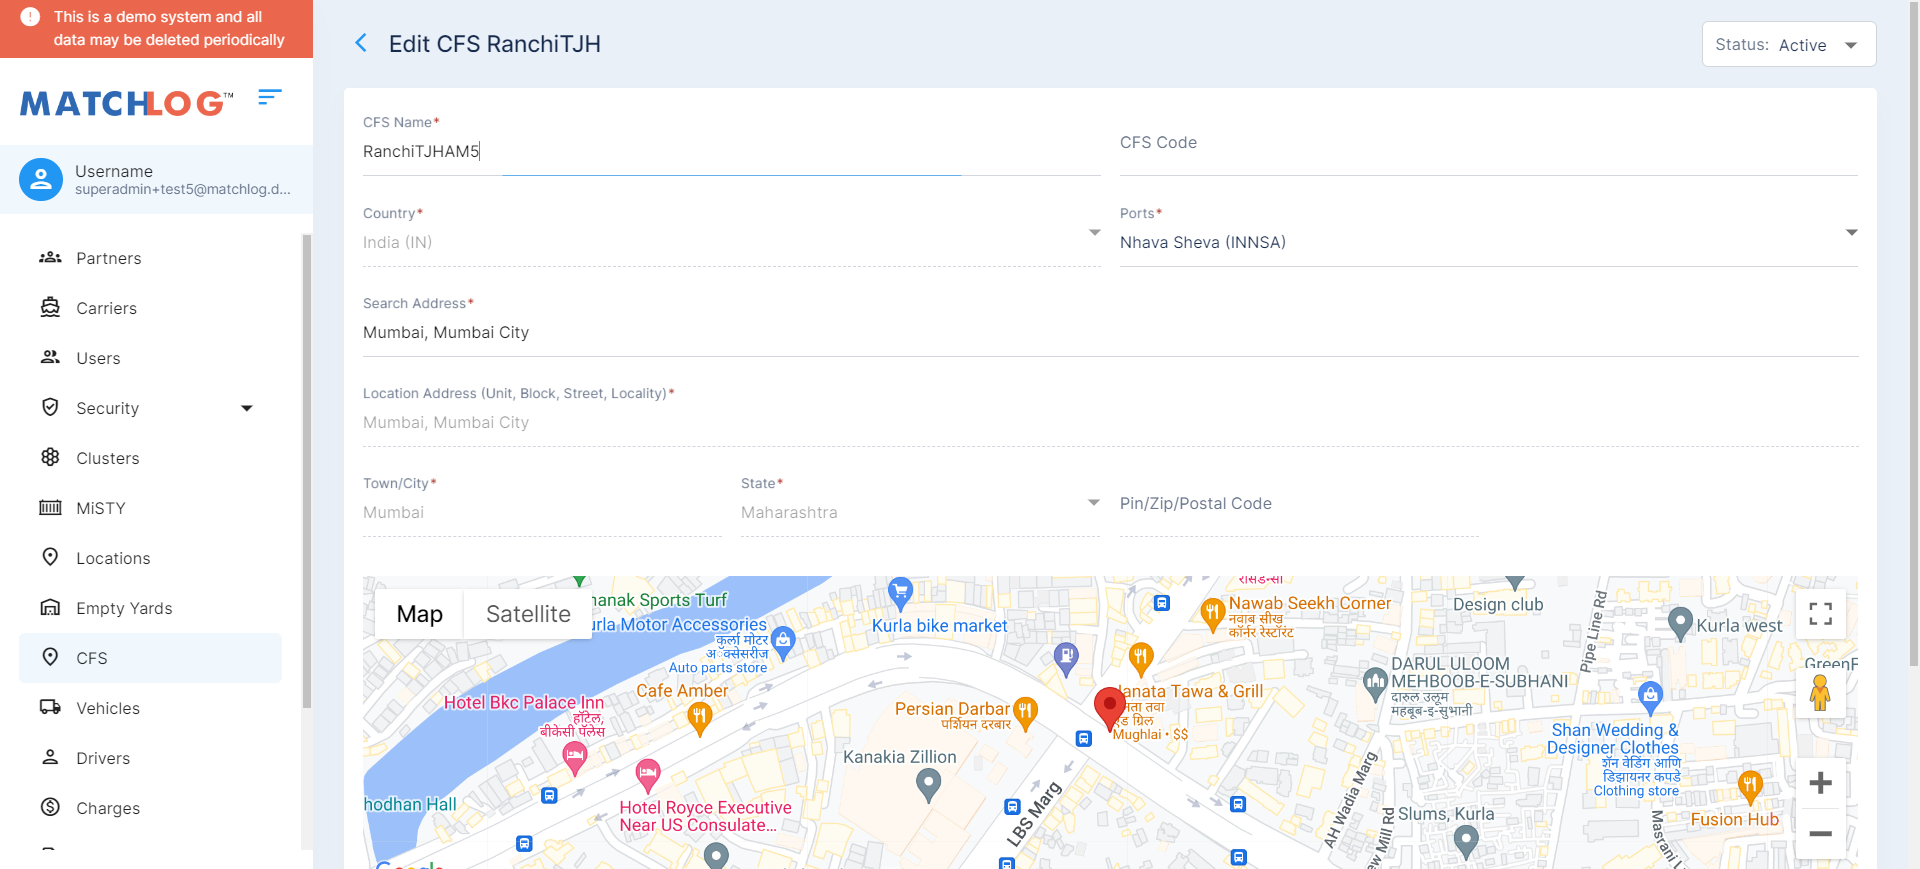 This is a demo system and all
data may be deleted periodically
MATCHLOG™
Username
superadmin+test5@matchlog.d...
Partners
Carriers
Users
Security
Clusters
MiSTY
Locations
Empty Yards
CFS
Vehicles
Drivers
Charges
Edit CFS RanchiTJH
Status: Active
CFS Name*
RanchiTJHAM5
CFS Code
Country*
India (IN)
Ports*
Nhava Sheva (INNSA)
Search Address*
Mumbai, Mumbai City
Location Address (Unit, Block, Street, Locality)*
Mumbai, Mumbai City
Town/City*
Mumbai
State*
Maharashtra
Pin/Zip/Postal Code
Map
Satellite
anak Sports Turf
urla Motor Accessories
कुर्ला मोटर
अॅक्सेसरीज
Auto parts store
Kurla bike market
Nawab Seekh Corner
नवाब सीख
कॉर्नर रेस्टॉरंट
Design club
Pipe Line Rd
Kurla west
GreenF
DARUL ULOOM
MEHBOOB-E-SUBHANI
दारुल उलूम
महबूब-इ-सुभानी
Hotel Bkc Palace Inn
हॉटेल,
बीकेसी पॅलेस
Cafe Amber
Persian Darbar
पर्शियन दरबार
Janata Tawa & Grill
Mughlai • $$
Kanakia Zillion
Shan Wedding &
Designer Clothes
शॅन वेडिंग आणि
डिझायनर कपडे
Clothing store
hodhan Hall
Hotel Royce Executive
Near US Consulate...
LBS Marg
AH Wadia Marg
ew Mill Rd
Slums, Kurla
Masrani L
Fusion Hub
Google